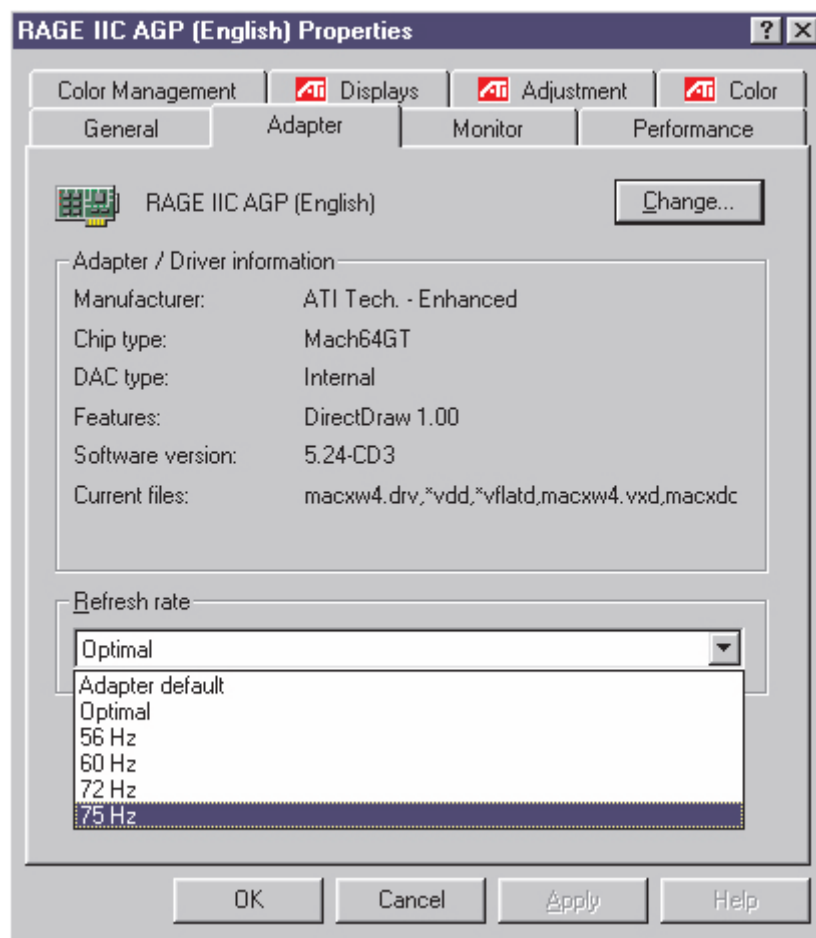 RAGE IIC AGP (English) Properties
Color Management ATI Displays ATI Adjustment ATI Color
General Adapter Monitor Performance
RAGE IIC AGP (English) Change...
Adapter / Driver information
Manufacturer: ATI Tech. - Enhanced
Chip type: Mach64GT
DAC type: Internal
Features: DirectDraw 1.00
Software version: 5.24-CD3
Current files: macxw4.drv,*vdd,*vflatd,macxw4.vxd,macxdc
Refresh rate
Optimal
Adapter default
Optimal
56 Hz
60 Hz
72 Hz
75 Hz
OK Cancel Apply Help